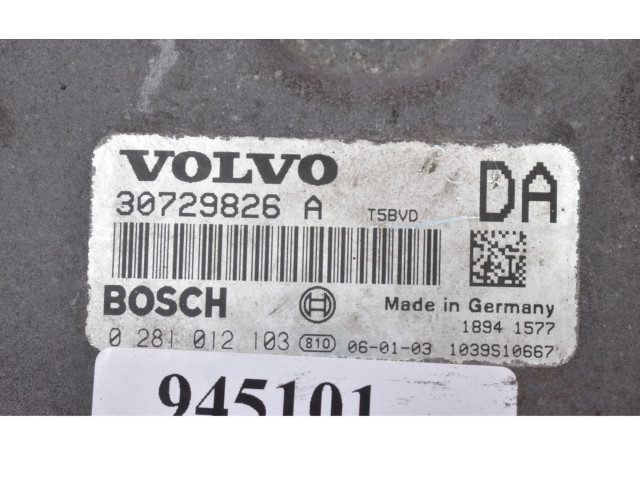 VOLVO
30729826 A T5BVD DA
BOSCH Made in Germany
1894 1577
0 281 012 103 810 06-01-03 1039S10667
945101